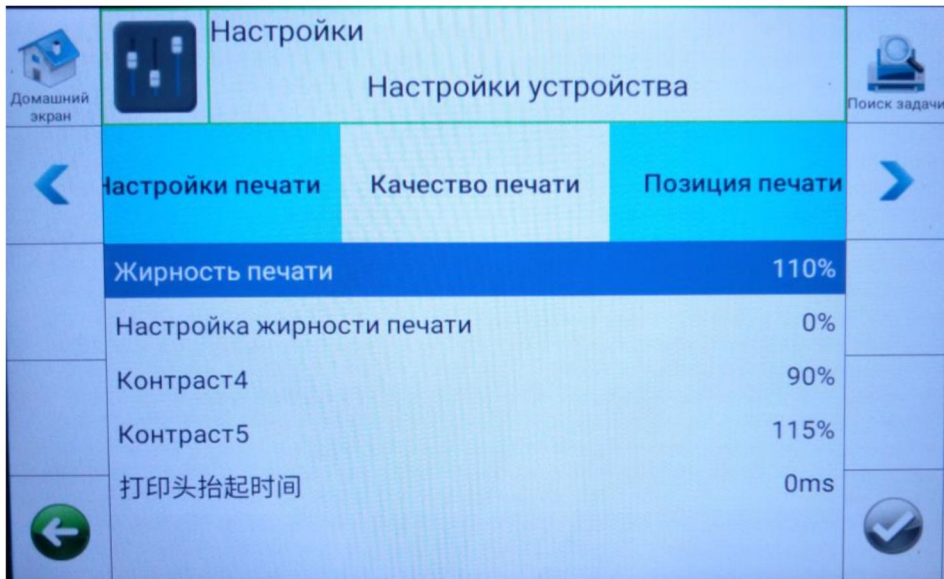 Настройки
Настройки устройства
Домашний
экран
Поиск задачи
Настройки печати
Качество печати
Позиция печати
Жирность печати 110%
Настройка жирности печати 0%
Контраст4 90%
Контраст5 115%
打印头抬起时间 0ms